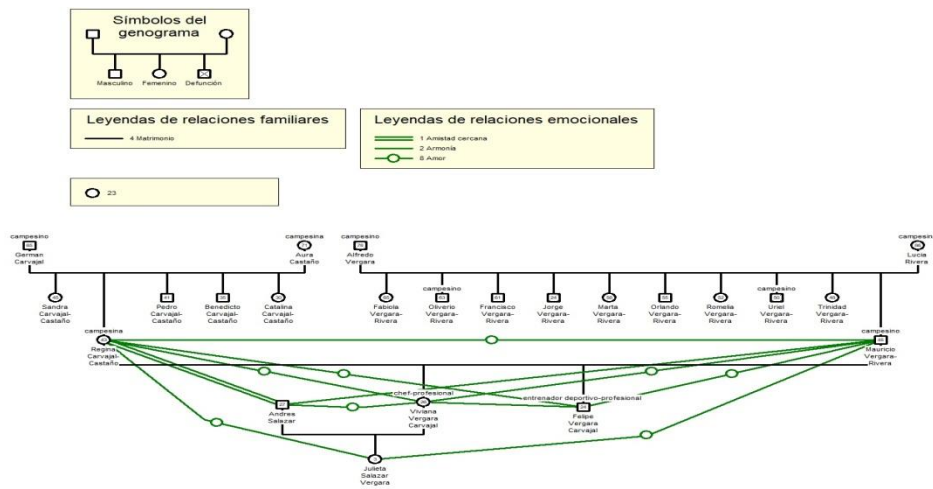 Símbolos del
genograma
Masculino Femenino Defunción
Leyendas de relaciones familiares
4 Matrimonio
Leyendas de relaciones emocionales
1 Amistad cercana
2 Armonía
8 Amor
23
campesino
German
Carvajal
campesina
Aura
Castaño
campesino
Alfredo
Vergara
campesin
Lucia
Rivera
Sandra
Carvajal-
Castaño
Pedro
Carvajal-
Castaño
Benedicto
Carvajal-
Castaño
Catalina
Carvajal-
Castaño
Fabiola
Vergara-
Rivera
campesino
Oliverio
Vergara-
Rivera
Francisco
Vergara-
Rivera
Jorge
Vergara-
Rivera
Marta
Vergara-
Rivera
Orlando
Vergara-
Rivera
Romelia
Vergara-
Rivera
campesino
Uriel
Vergara-
Rivera
Trinidad
Vergara-
Rivera
campesina
Regina
Carvajal-
Castaño
campesino
Mauricio
Vergara-
Rivera
Andres
Salazar
chef-profesional
Viviana
Vergara
Carvajal
entrenador deportivo-profesional
Felipe
Vergara
Carvajal
Julieta
Salazar
Vergara